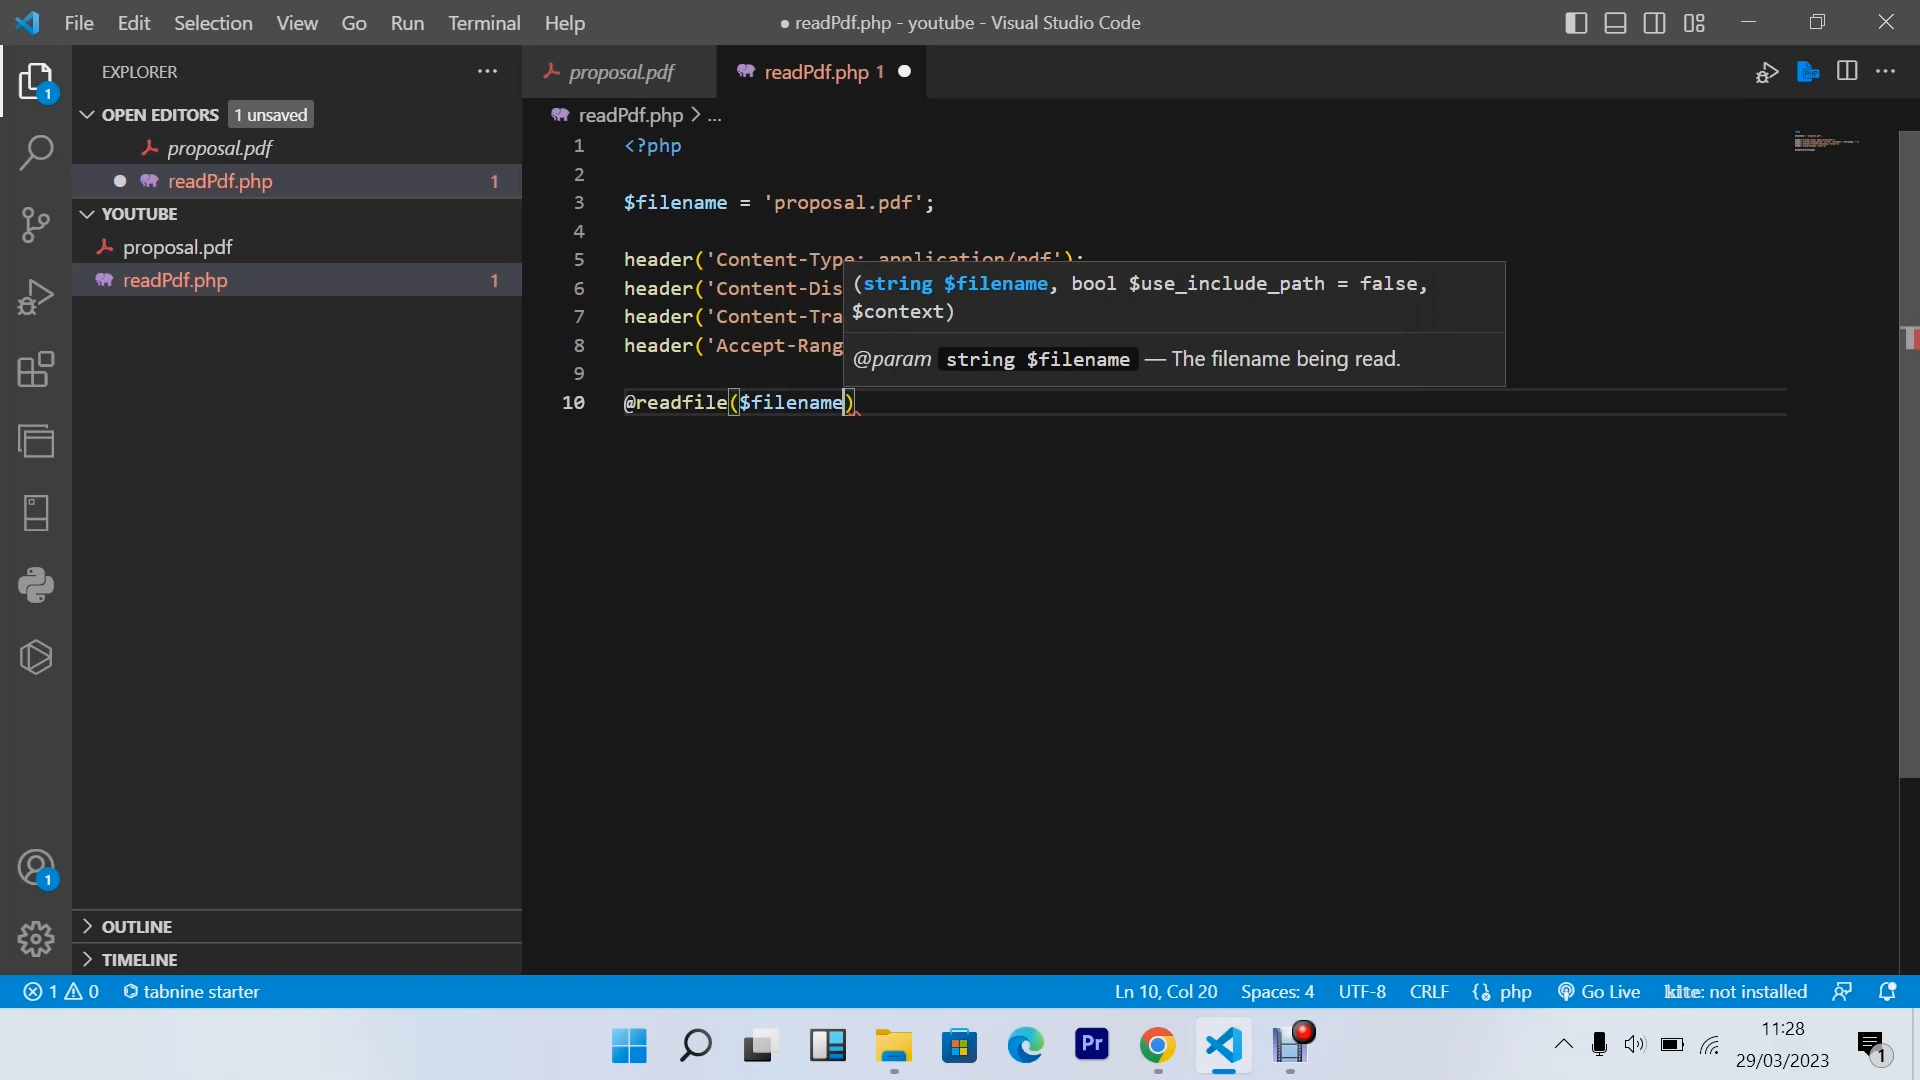 File Edit Selection View Go Run Terminal Help
● readPdf.php - youtube - Visual Studio Code
EXPLORER
OPEN EDITORS 1 unsaved
proposal.pdf
readPdf.php 1
YOUTUBE
proposal.pdf
readPdf.php 1
OUTLINE
TIMELINE
proposal.pdf
readPdf.php 1
readPdf.php > ...
1 <?php
2
3 $filename = 'proposal.pdf';
4
5 header('Content-Type: application/pdf');
6 header('Content-Dis
7 header('Content-Tra
8 header('Accept-Rang
9
10 @readfile($filename)
(string $filename, bool $use_include_path = false,
$context)
@param string $filename — The filename being read.
1
1
1 0 tabnine starter
Ln 10, Col 20 Spaces: 4 UTF-8 CRLF php Go Live kite: not installed
Pr
11:28
29/03/2023
1